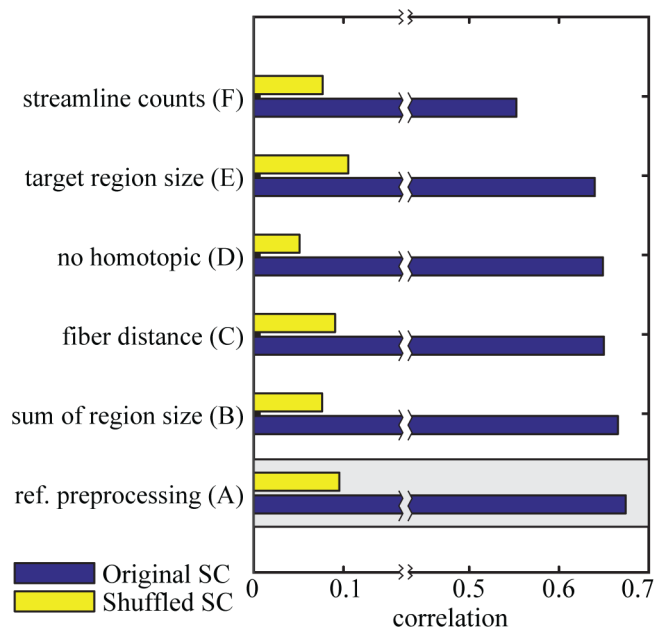 streamline counts (F)
target region size (E)
no homotopic (D)
fiber distance (C)
sum of region size (B)
ref. preprocessing (A)
Original SC
Shuffled SC
0 0.1 0.5 0.6 0.7
correlation